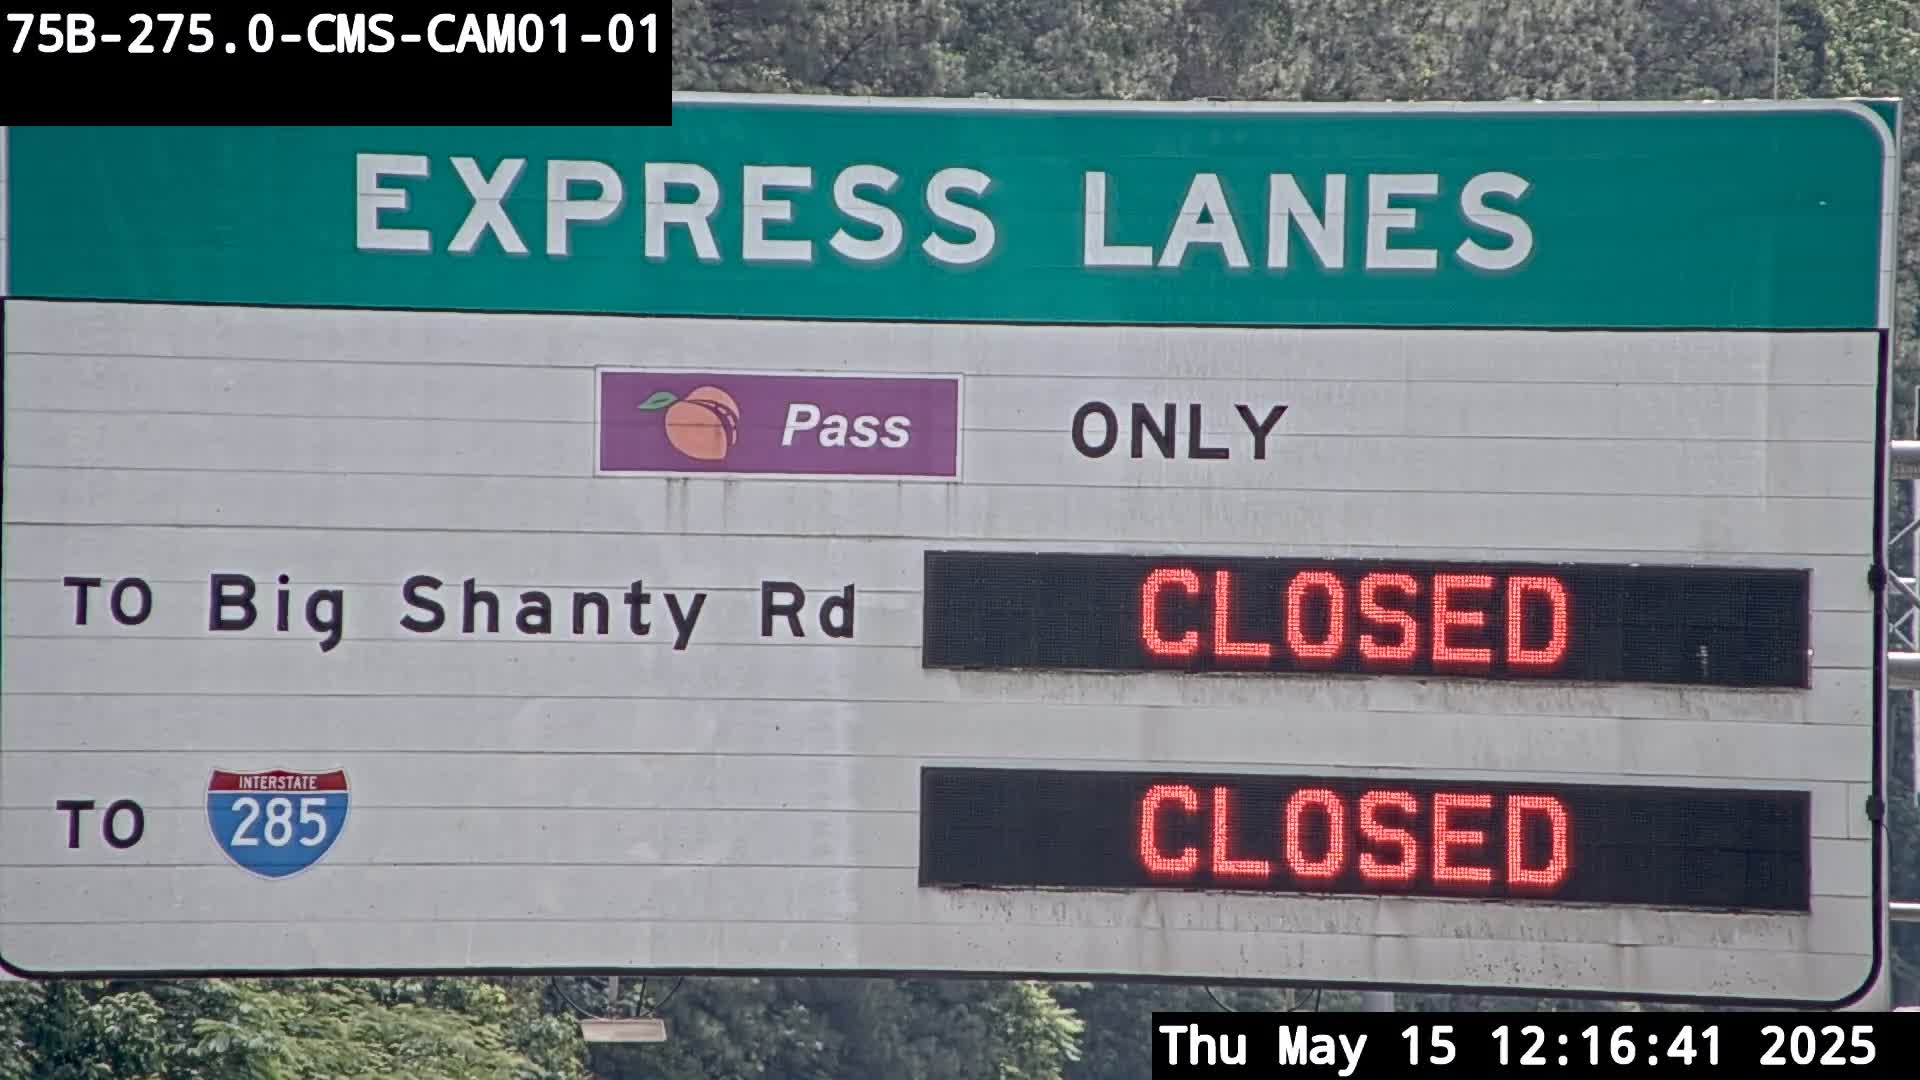 75B-275.0-CMS-CAM01-01
EXPRESS LANES
Pass ONLY
TO Big Shanty Rd CLOSED
INTERSTATE
TO 285 CLOSED
Thu May 15 12:16:41 2025